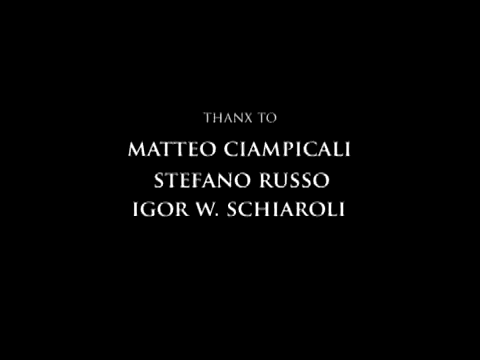 THANX TO
MATTEO CIAMPICALI
STEFANO RUSSO
IGOR W. SCHIAROLI